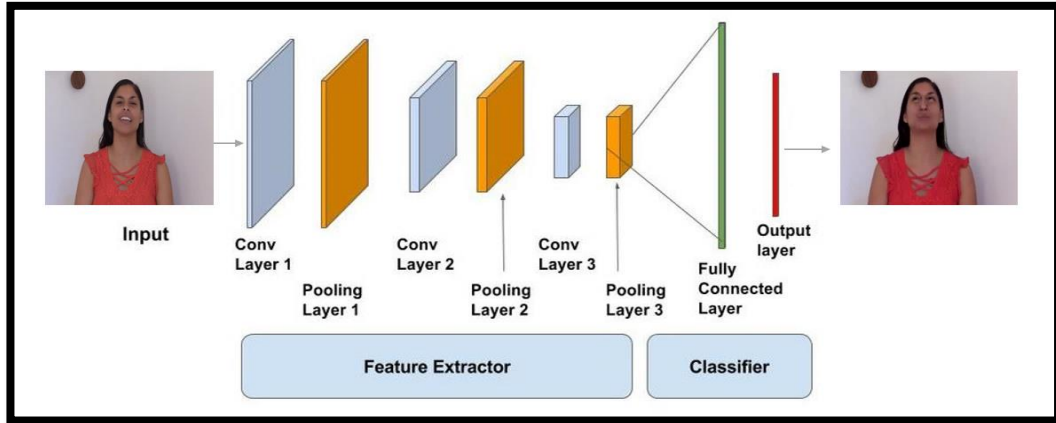 Input
Conv
Layer 1
Pooling
Layer 1
Conv
Layer 2
Pooling
Layer 2
Conv
Layer 3
Pooling
Layer 3
Fully
Connected
Layer
Output
layer
Feature Extractor
Classifier